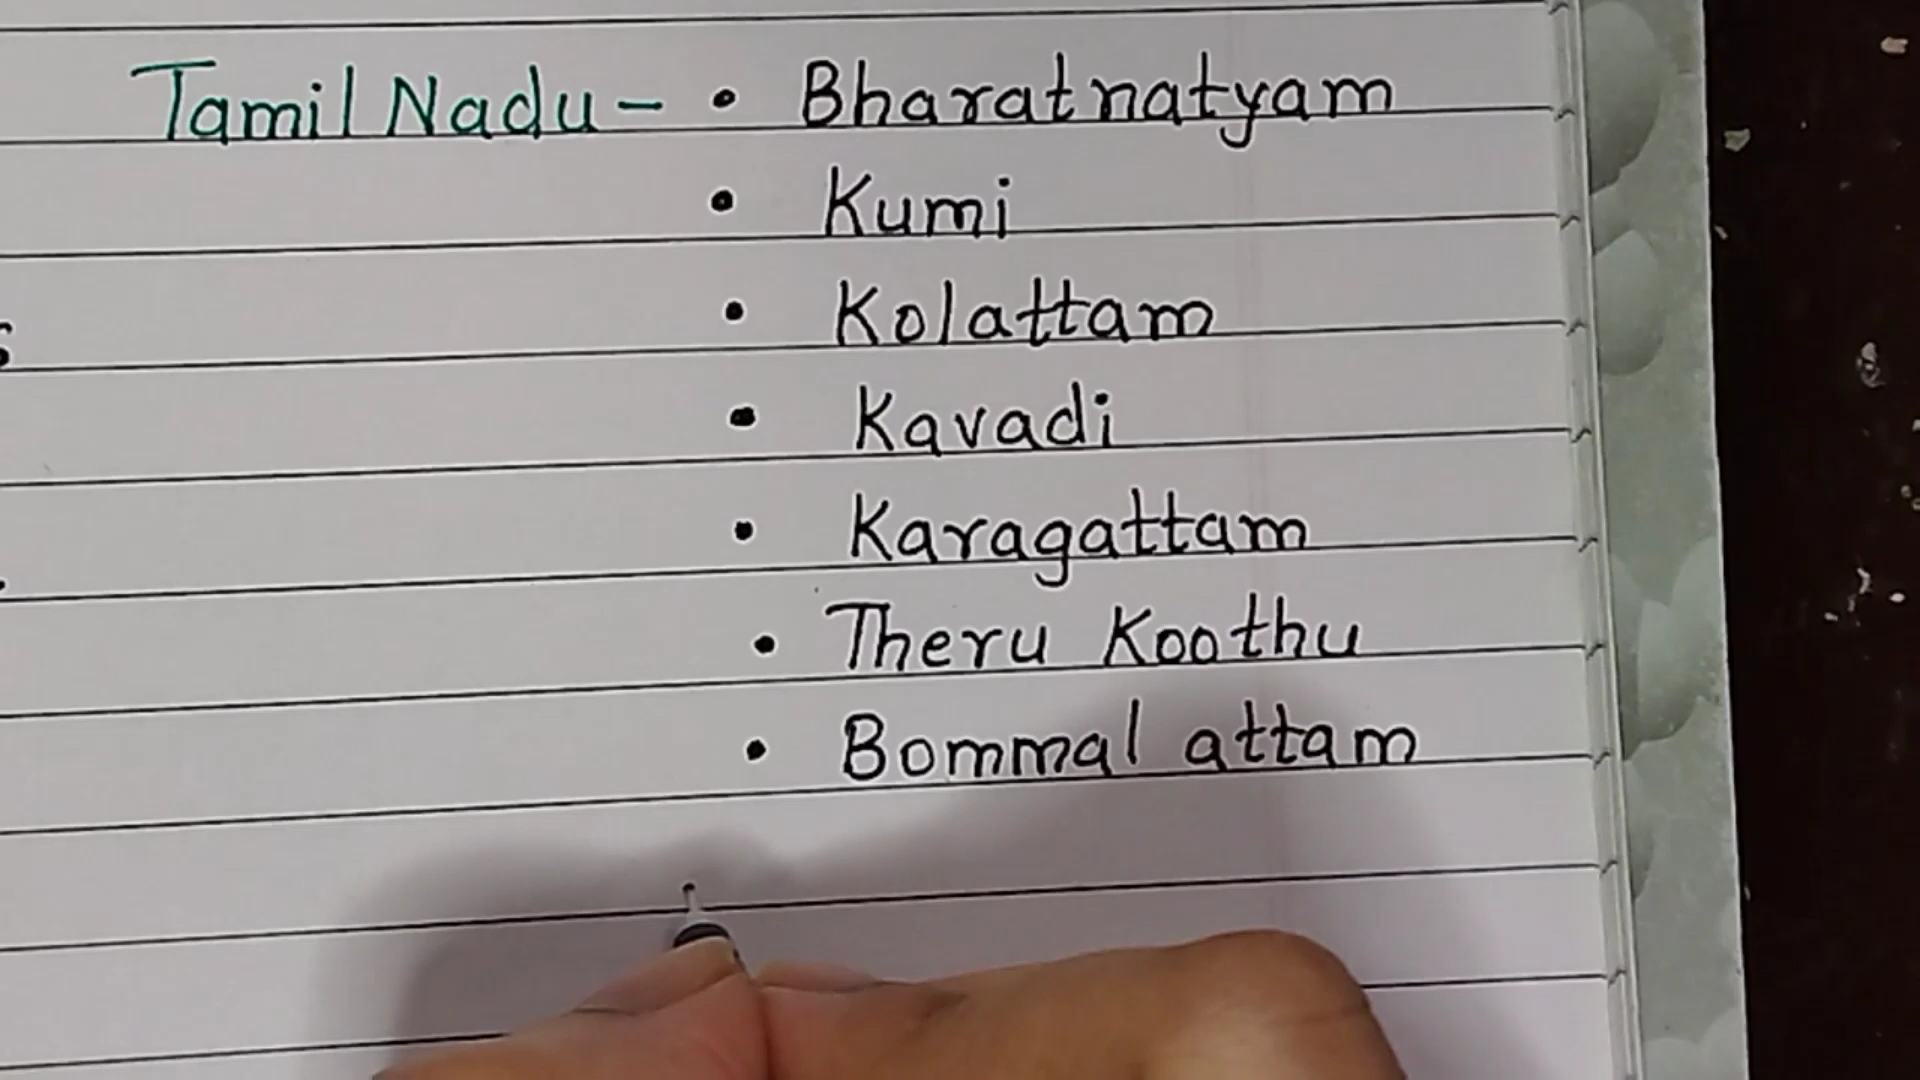 Tamil Nadu - • Bharatnatyam
• Kumi
• Kolattam
• Kavadi
• Karagattam
• Theru Koothu
• Bommal attam